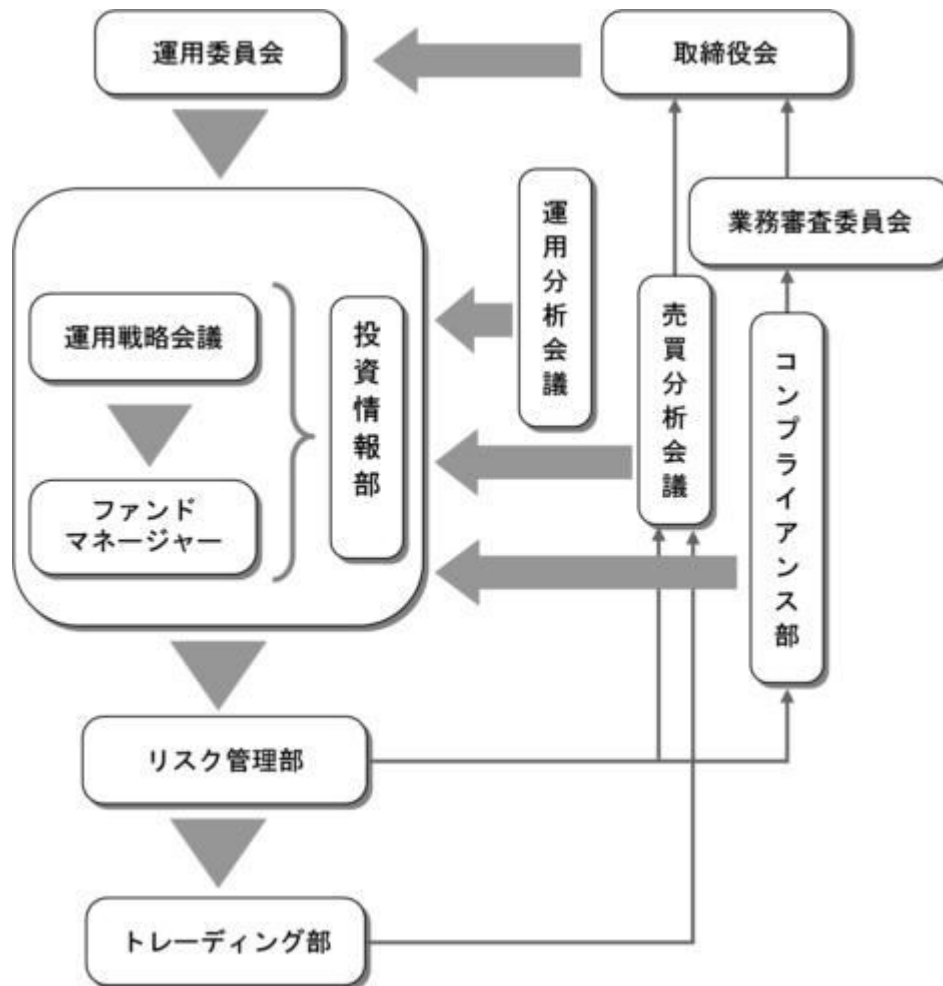 運用委員会
取締役会
運用分析会議
業務審査委員会
運用戦略会議
投資情報部
売買分析会議
コンプライアンス部
ファンド
マネージャー
リスク管理部
トレーディング部